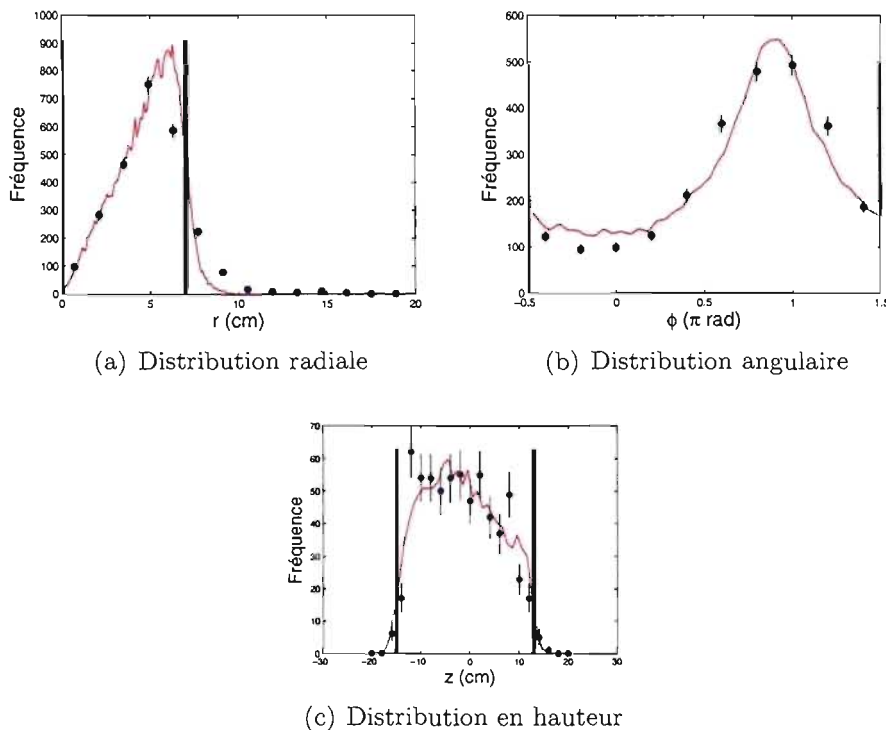 1000
900
800
700
600
500
400
300
200
100
0
Fréquence
0 5 10 15 20
r (cm)
(a) Distribution radiale
600
500
400
300
200
100
0
Fréquence
-0.5 0 0.5 1 1.5
ϕ (π rad)
(b) Distribution angulaire
70
60
50
40
30
20
10
0
Fréquence
-30 -20 -10 0 10 20 30
z (cm)
(c) Distribution en hauteur